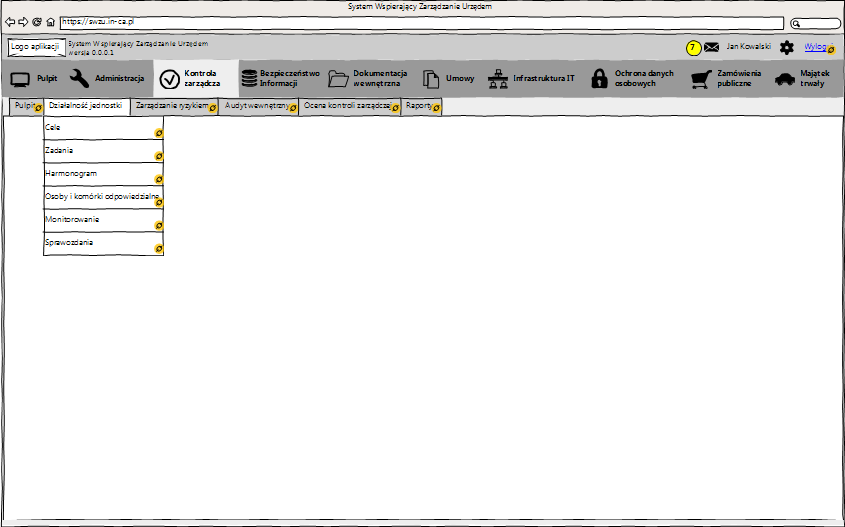 System Wspierający Zarządzanie Urzędem
https://swzu.in-ca.pl
Logo aplikacji
System Wspierający Zarządzanie Urzędem
wersja 0.0.0.1
7
Jan Kowalski
Wylog
Pulpit
Administracja
Kontrola
zarządcza
Bezpieczeństwo
Informacji
Dokumentacja
wewnętrzna
Umowy
Infrastruktura IT
Ochrona danych
osobowych
Zamówienia
publiczne
Majątek
trwały
Pulpit
Działalność jednostki
Zarządzanie ryzykiem
Audyt wewnętrzny
Ocena kontroli zarządcze
Raporty
Cele
Zadania
Harmonogram
Osoby i komórki odpowiedzialne
Monitorowanie
Sprawozdania